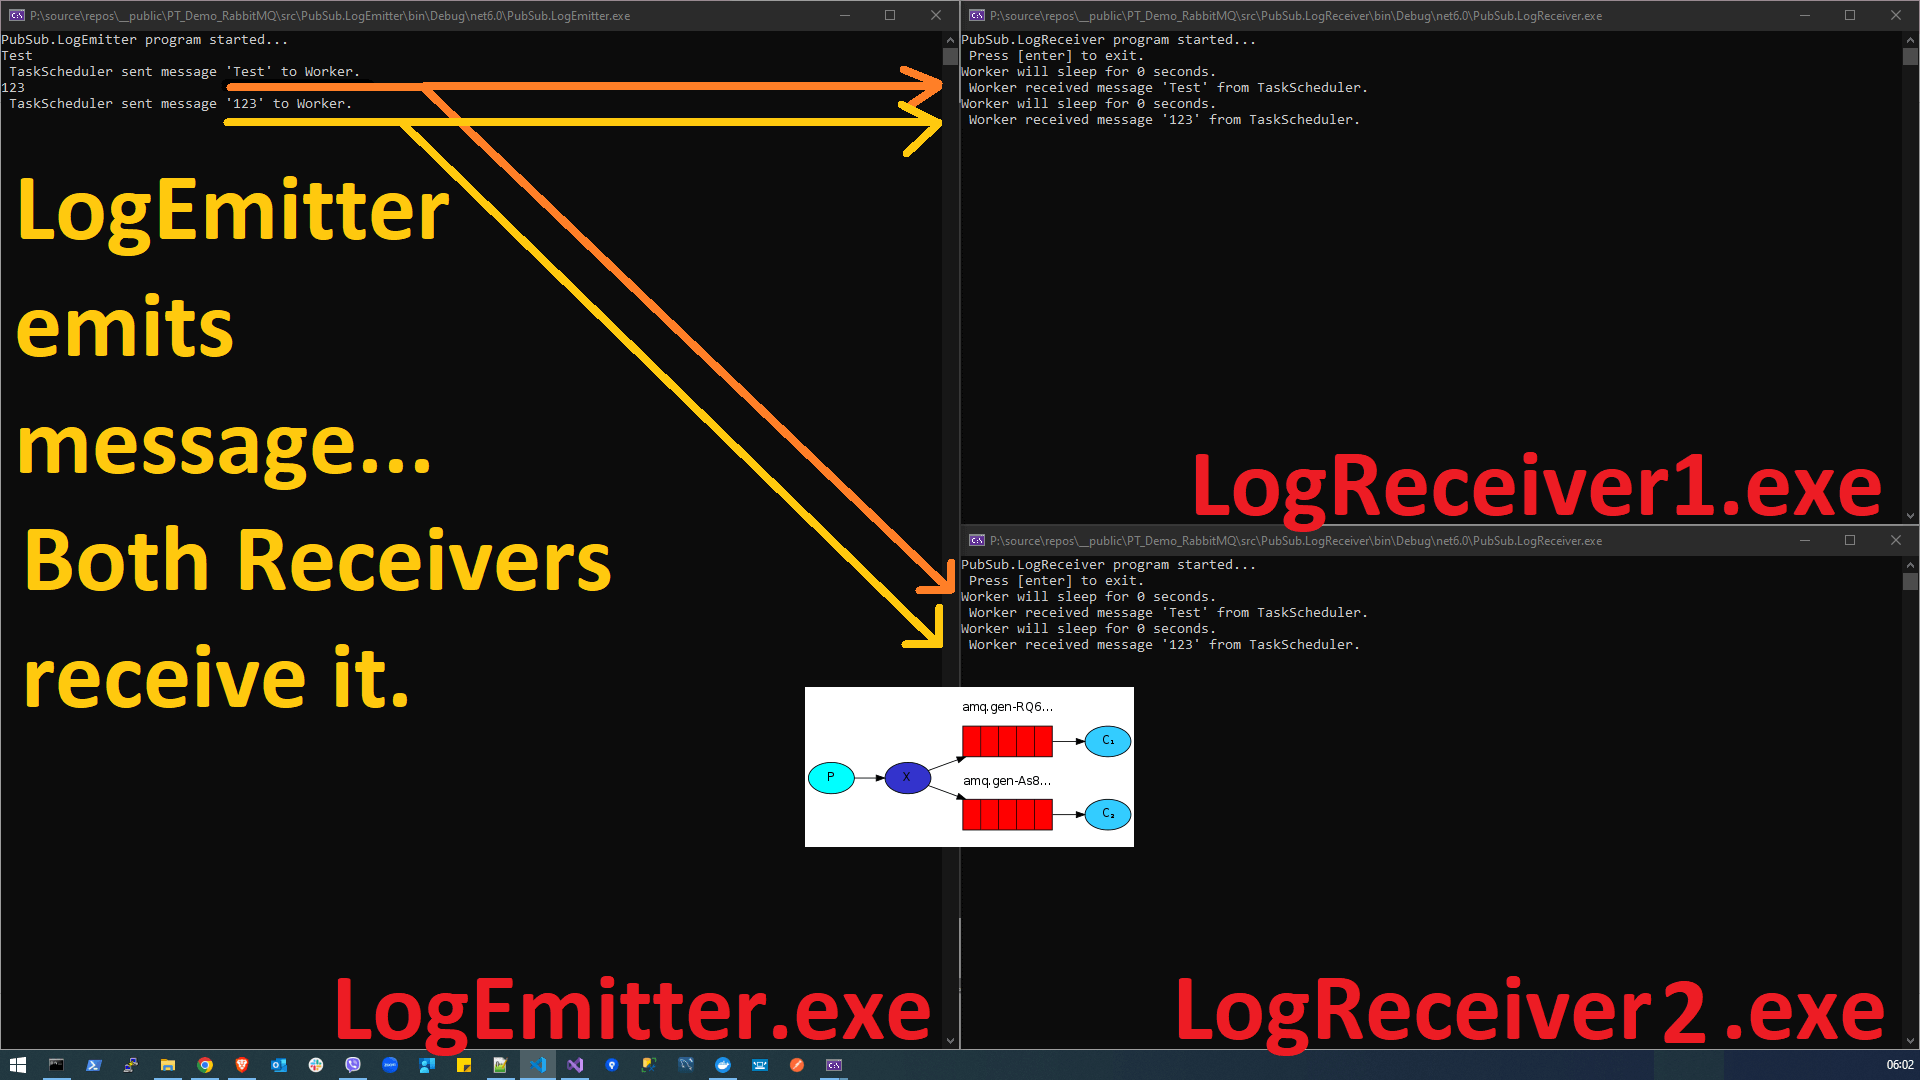 P:\source\repos\__public\PT_Demo_RabbitMQ\src\PubSub.LogEmitter\bin\Debug\net6.0\PubSub.LogEmitter.exe
PubSub.LogEmitter program started...
Test
TaskScheduler sent message 'Test' to Worker.
123
TaskScheduler sent message '123' to Worker.
LogEmitter
emits
message...
Both Receivers
receive it.
LogEmitter.exe
P:\source\repos\__public\PT_Demo_RabbitMQ\src\PubSub.LogReceiver\bin\Debug\net6.0\PubSub.LogReceiver.exe
PubSub.LogReceiver program started...
Press [enter] to exit.
Worker will sleep for 0 seconds.
Worker received message 'Test' from TaskScheduler.
Worker will sleep for 0 seconds.
Worker received message '123' from TaskScheduler.
LogReceiver1.exe
P:\source\repos\__public\PT_Demo_RabbitMQ\src\PubSub.LogReceiver\bin\Debug\net6.0\PubSub.LogReceiver.exe
PubSub.LogReceiver program started...
Press [enter] to exit.
Worker will sleep for 0 seconds.
Worker received message 'Test' from TaskScheduler.
Worker will sleep for 0 seconds.
Worker received message '123' from TaskScheduler.
amq.gen-RQ6...
C₁
P
X
amq.gen-As8...
C₂
LogReceiver2.exe
06:02